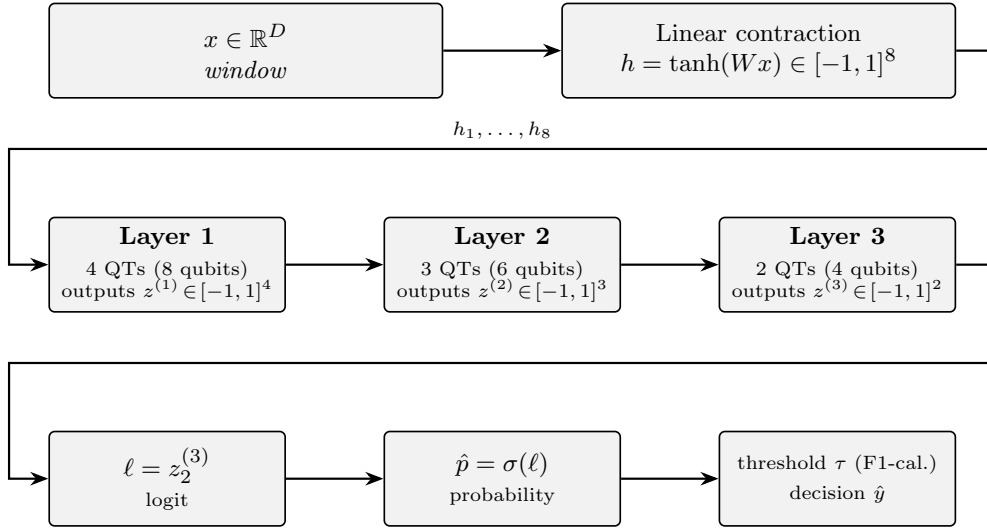 x ∈ ℝ^D
window
Linear contraction
h = tanh(Wx) ∈ [−1, 1]^8
h_1, . . . , h_8
Layer 1
4 QTs (8 qubits)
outputs z^(1) ∈ [−1, 1]^4
Layer 2
3 QTs (6 qubits)
outputs z^(2) ∈ [−1, 1]^3
Layer 3
2 QTs (4 qubits)
outputs z^(3) ∈ [−1, 1]^2
ℓ = z_2^(3)
logit
p̂ = σ(ℓ)
probability
threshold τ (F1-cal.)
decision ŷ